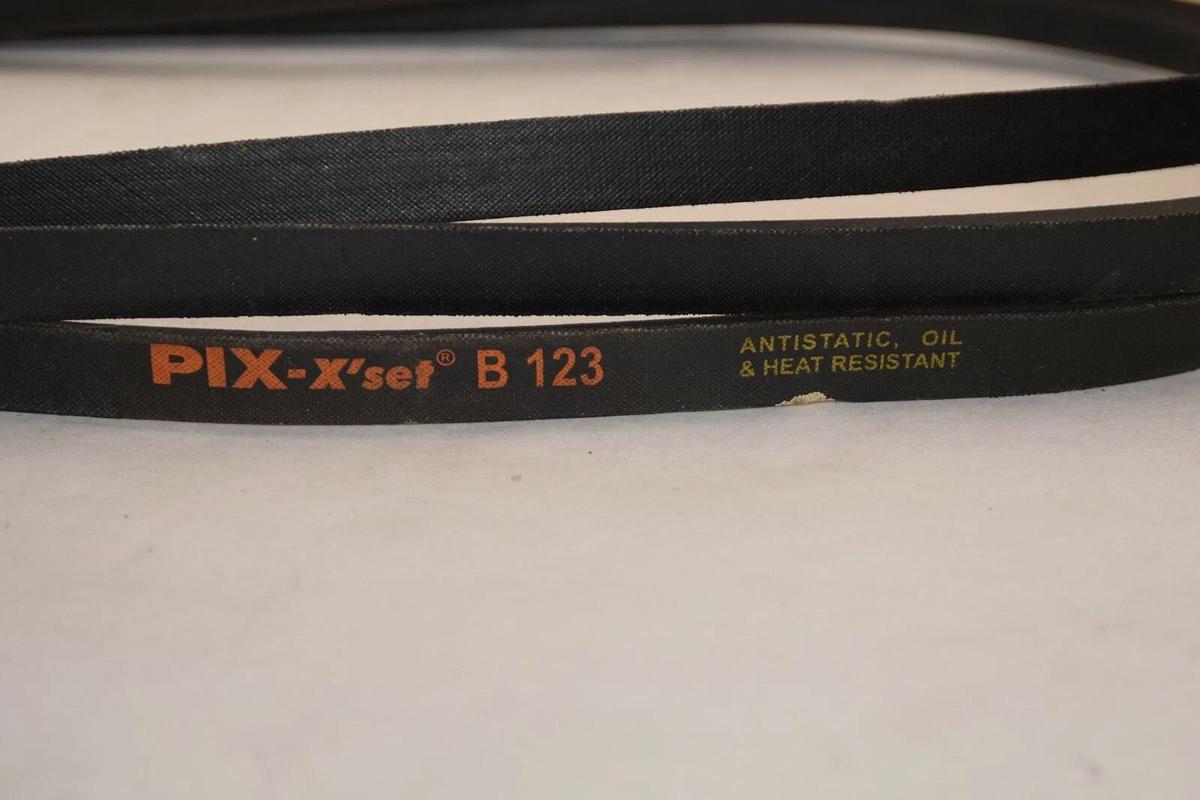 PIX-X'set® B 123
ANTISTATIC, OIL
& HEAT RESISTANT